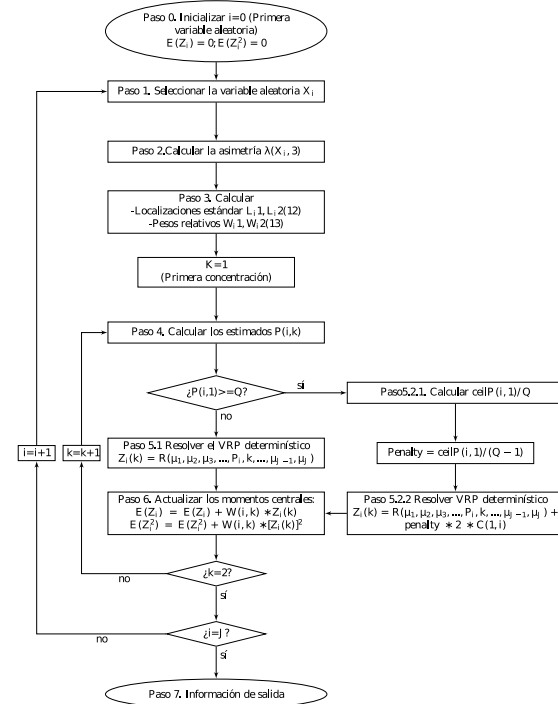 Paso 0. Inicializar i=0 (Primera
variable aleatoria)
E(Z_i) = 0; E(Z_i^2) = 0
Paso 1. Seleccionar la variable aleatoria X_i
Paso 2.Calcular la asimetría λ(X_i, 3)
Paso 3. Calcular
-Localizaciones estándar L_i1, L_i2(12)
-Pesos relativos W_i1, W_i2(13)
K=1
(Primera concentración)
Paso 4. Calcular los estimados P(i,k)
¿P(i,1)>=Q?
sí
no
Paso5.2.1. Calcular ceilP(i, 1)/Q
Penalty = ceilP(i, 1)/(Q − 1)
Paso 5.1 Resolver el VRP determinístico
Z_i(k) = R(μ_1, μ_2, μ_3, ..., P_i, k, ..., μ_{J−1}, μ_J)
Paso 5.2.2 Resolver VRP determinístico
Z_i(k) = R(μ_1, μ_2, μ_3, ..., P_i, k, ..., μ_{J−1}, μ_J) +
penalty ∗ 2 ∗ C(1, i)
Paso 6. Actualizar los momentos centrales:
E(Z_i) = E(Z_i) + W(i, k) ∗Z_i(k)
E(Z_i^2) = E(Z_i^2) + W(i, k) ∗[Z_i(k)]^2
i=i+1
k=k+1
¿k=2?
no
sí
¿i=J?
no
sí
Paso 7. Información de salida